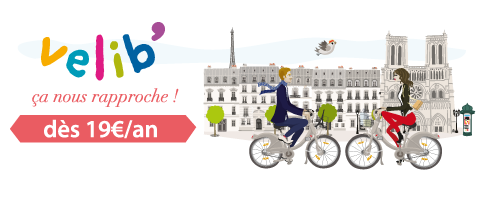 velib'
ça nous rapproche !
dès 19€/an